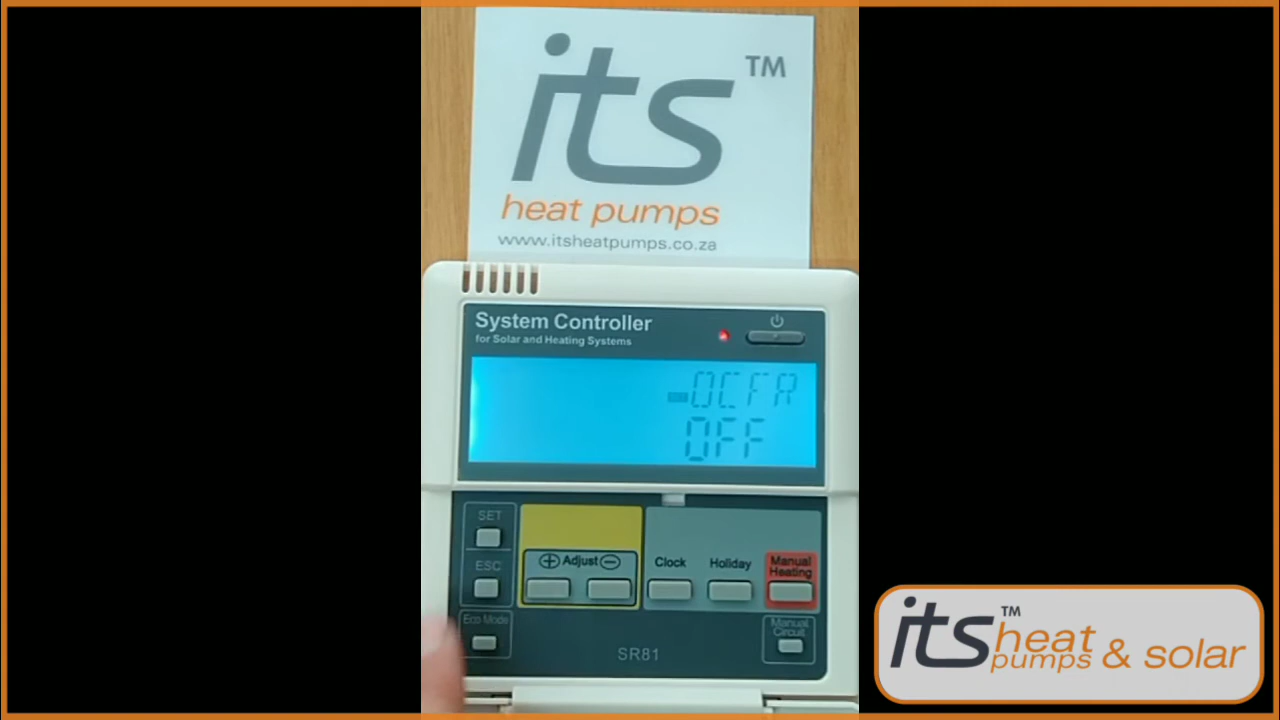 its TM
heat pumps
www.itsheatpumps.co.za
System Controller
for Solar and Heating Systems
OCFR
OFF
SET
ESC
Eco Mode
Adjust
Clock
Holiday
Manual
Heating
Manual
Circuit
SR81
its TM heat
pumps & solar